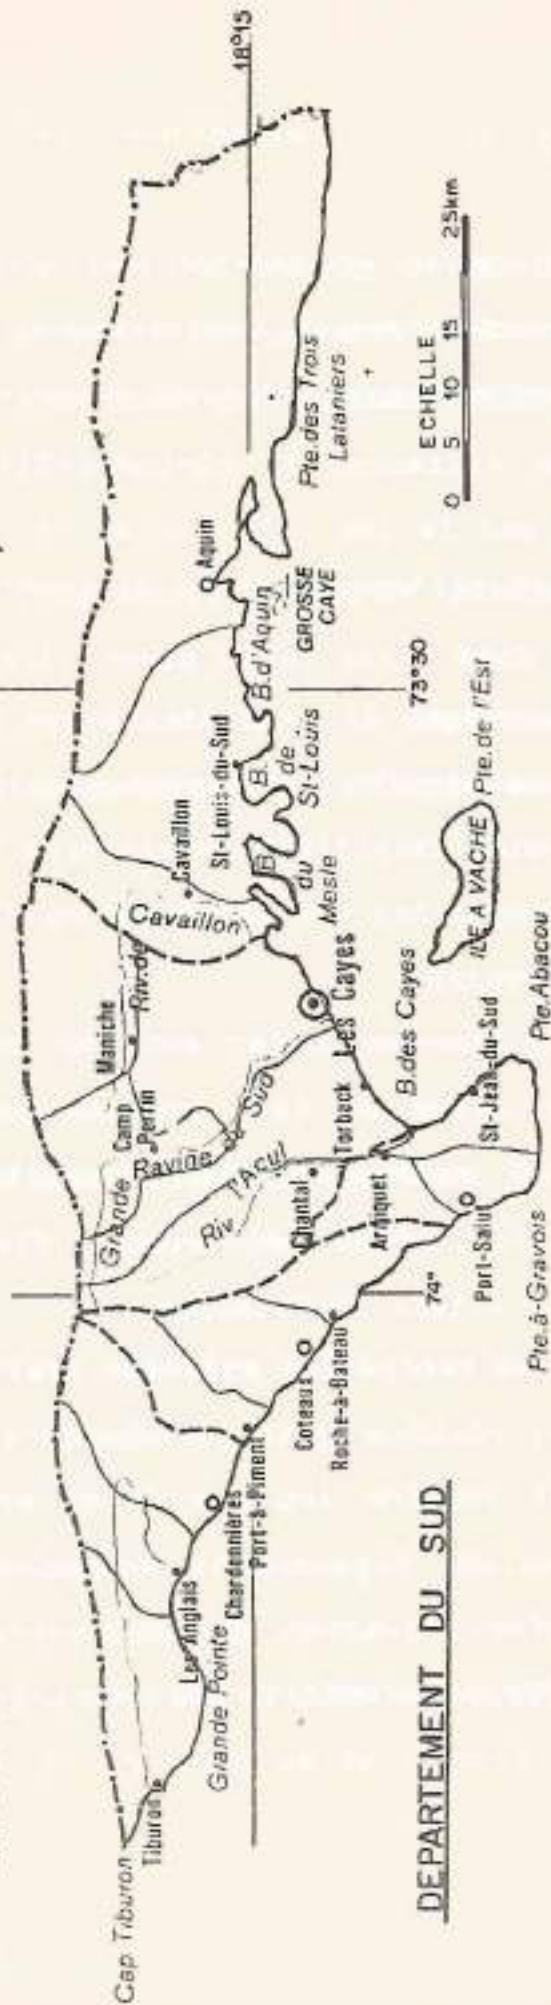 Cap Tiburon
Tiburon
Grande Pointe
Les Anglais
Chardonnières
Port-à-Piment
Coteaux
Roche-à-Bateau
74°
Port-Salut
Pte.à-Gravois
Arniquet
Chantal
Torbeck
Riv l'Acul
Grande Ravine Sud
Camp
Perrin
Maniche
Riv. de Cavaillon
Cavaillon
Les Cayes
B.des Cayes
St-Jean-du-Sud
Pte.Abacou
ILE A VACHE
Pte.de l'Est
B.
du
Mesle
St-Louis-du-Sud
B.
de
St-Louis
73°30
B.d'Aquin
Aquin
GROSSE
CAYE
Pte.des Trois
Lataniers
18°15
ECHELLE
0 5 10 15 25km
DEPARTEMENT DU SUD